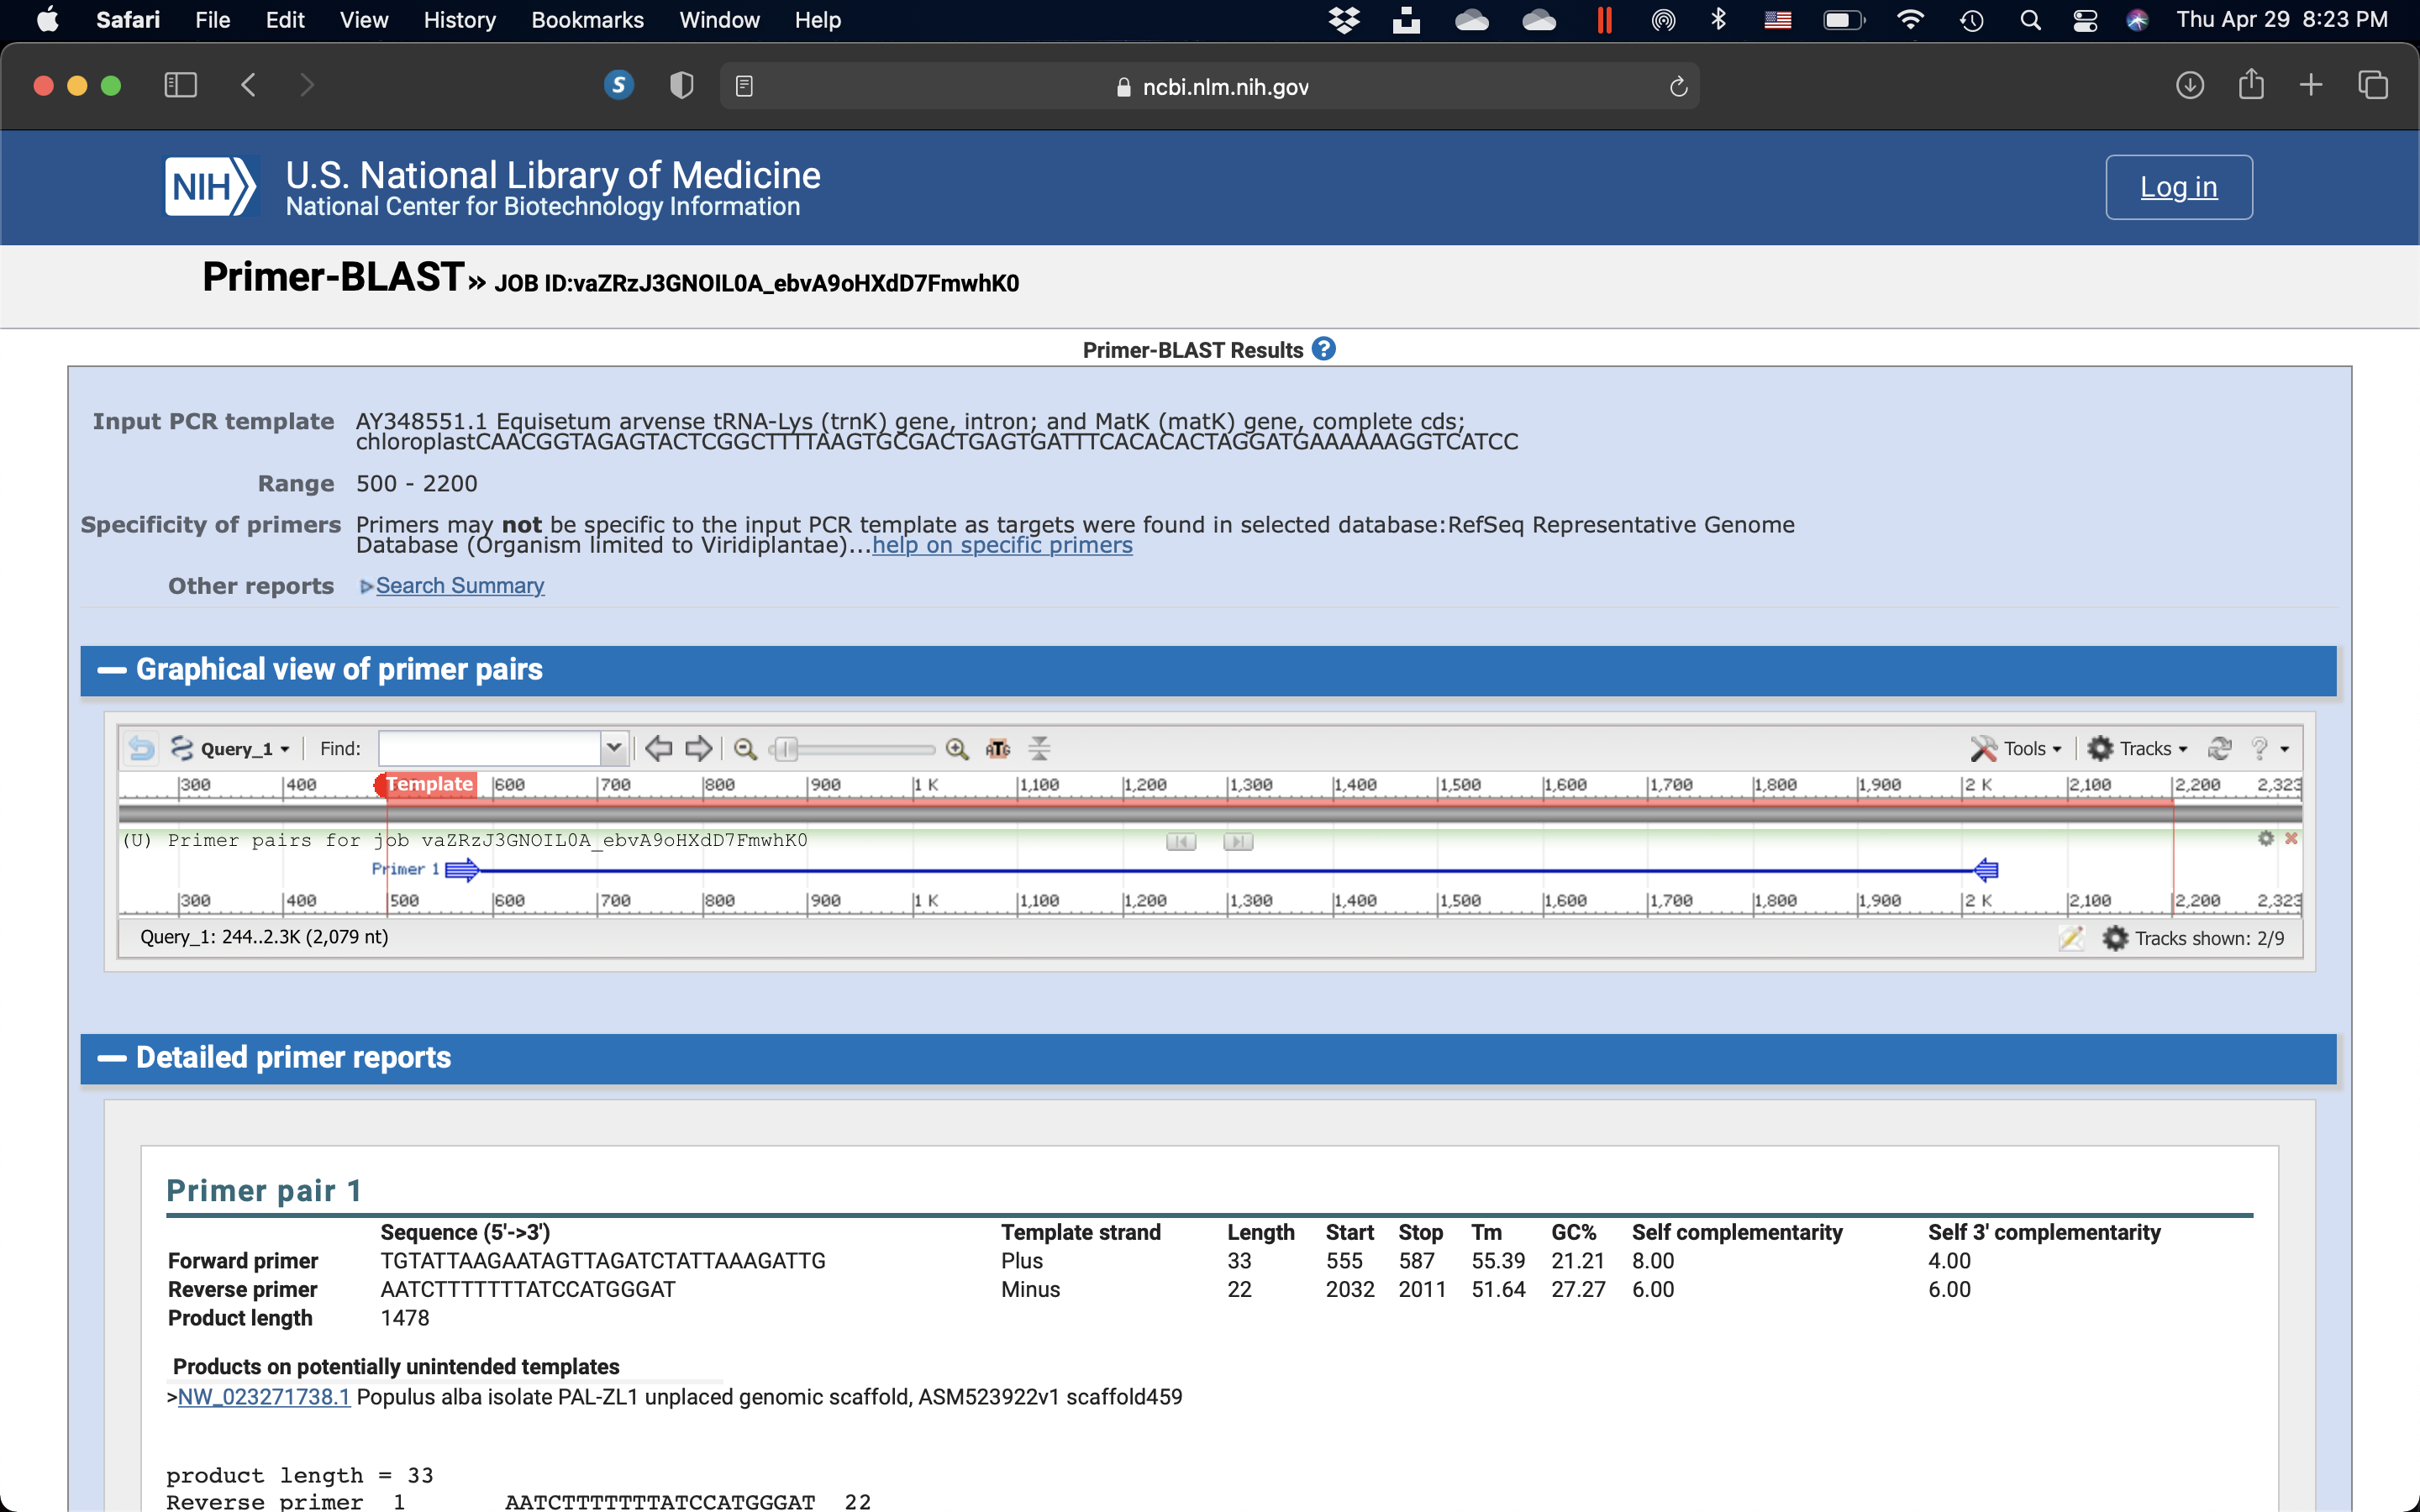 Safari File Edit View History Bookmarks Window Help Thu Apr 29 8:23 PM
ncbi.nlm.nih.gov
NIH U.S. National Library of Medicine
National Center for Biotechnology Information
Log in
Primer-BLAST » JOB ID:vaZRzJ3GNOIL0A_ebvA9oHXdD7FmwhK0
Primer-BLAST Results ?
Input PCR template AY348551.1 Equisetum arvense tRNA-Lys (trnK) gene, intron; and MatK (matK) gene, complete cds;
chloroplastCAACGGTAGAGTACTCGGCTTTTAAGTGCGACTGAGTGATTTCACACACTAGGATGAAAAAAGGTCATCC
Range 500 - 2200
Specificity of primers Primers may not be specific to the input PCR template as targets were found in selected database:RefSeq Representative Genome
Database (Organism limited to Viridiplantae)...help on specific primers
Other reports Search Summary
Graphical view of primer pairs
Query_1 Find: ATG Tools Tracks ?
300 400 Template 600 700 800 900 1 K 1,100 1,200 1,300 1,400 1,500 1,600 1,700 1,800 1,900 2 K 2,100 2,200 2,323
(U) Primer pairs for job vaZRzJ3GNOIL0A_ebvA9oHXdD7FmwhK0
Primer 1
300 400 500 600 700 800 900 1 K 1,100 1,200 1,300 1,400 1,500 1,600 1,700 1,800 1,900 2 K 2,100 2,200 2,323
Query_1: 244..2.3K (2,079 nt) Tracks shown: 2/9
Detailed primer reports
Primer pair 1
Sequence (5'->3') Template strand Length Start Stop Tm GC% Self complementarity Self 3' complementarity
Forward primer TGTATTAAGAATAGTTAGATCTATTAAAGATTG Plus 33 555 587 55.39 21.21 8.00 4.00
Reverse primer AATCTTTTTTTATCCATGGGAT Minus 22 2032 2011 51.64 27.27 6.00 6.00
Product length 1478
Products on potentially unintended templates
>NW_023271738.1 Populus alba isolate PAL-ZL1 unplaced genomic scaffold, ASM523922v1 scaffold459
product length = 33
Reverse primer 1 AATCTTTTTTTATCCATGGGAT 22